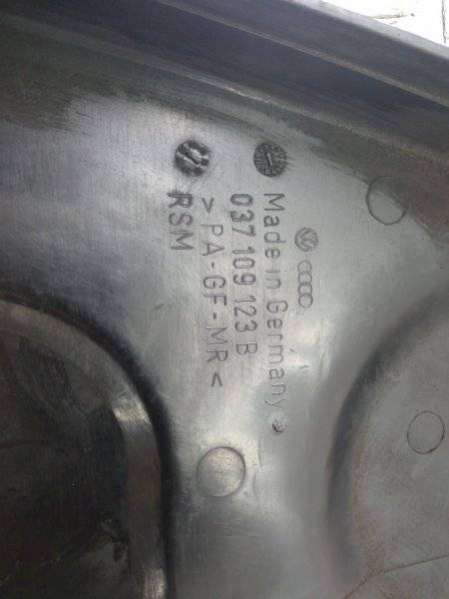 Made in Germany
037 109 123 B
> PA-GF-MR <
RSM